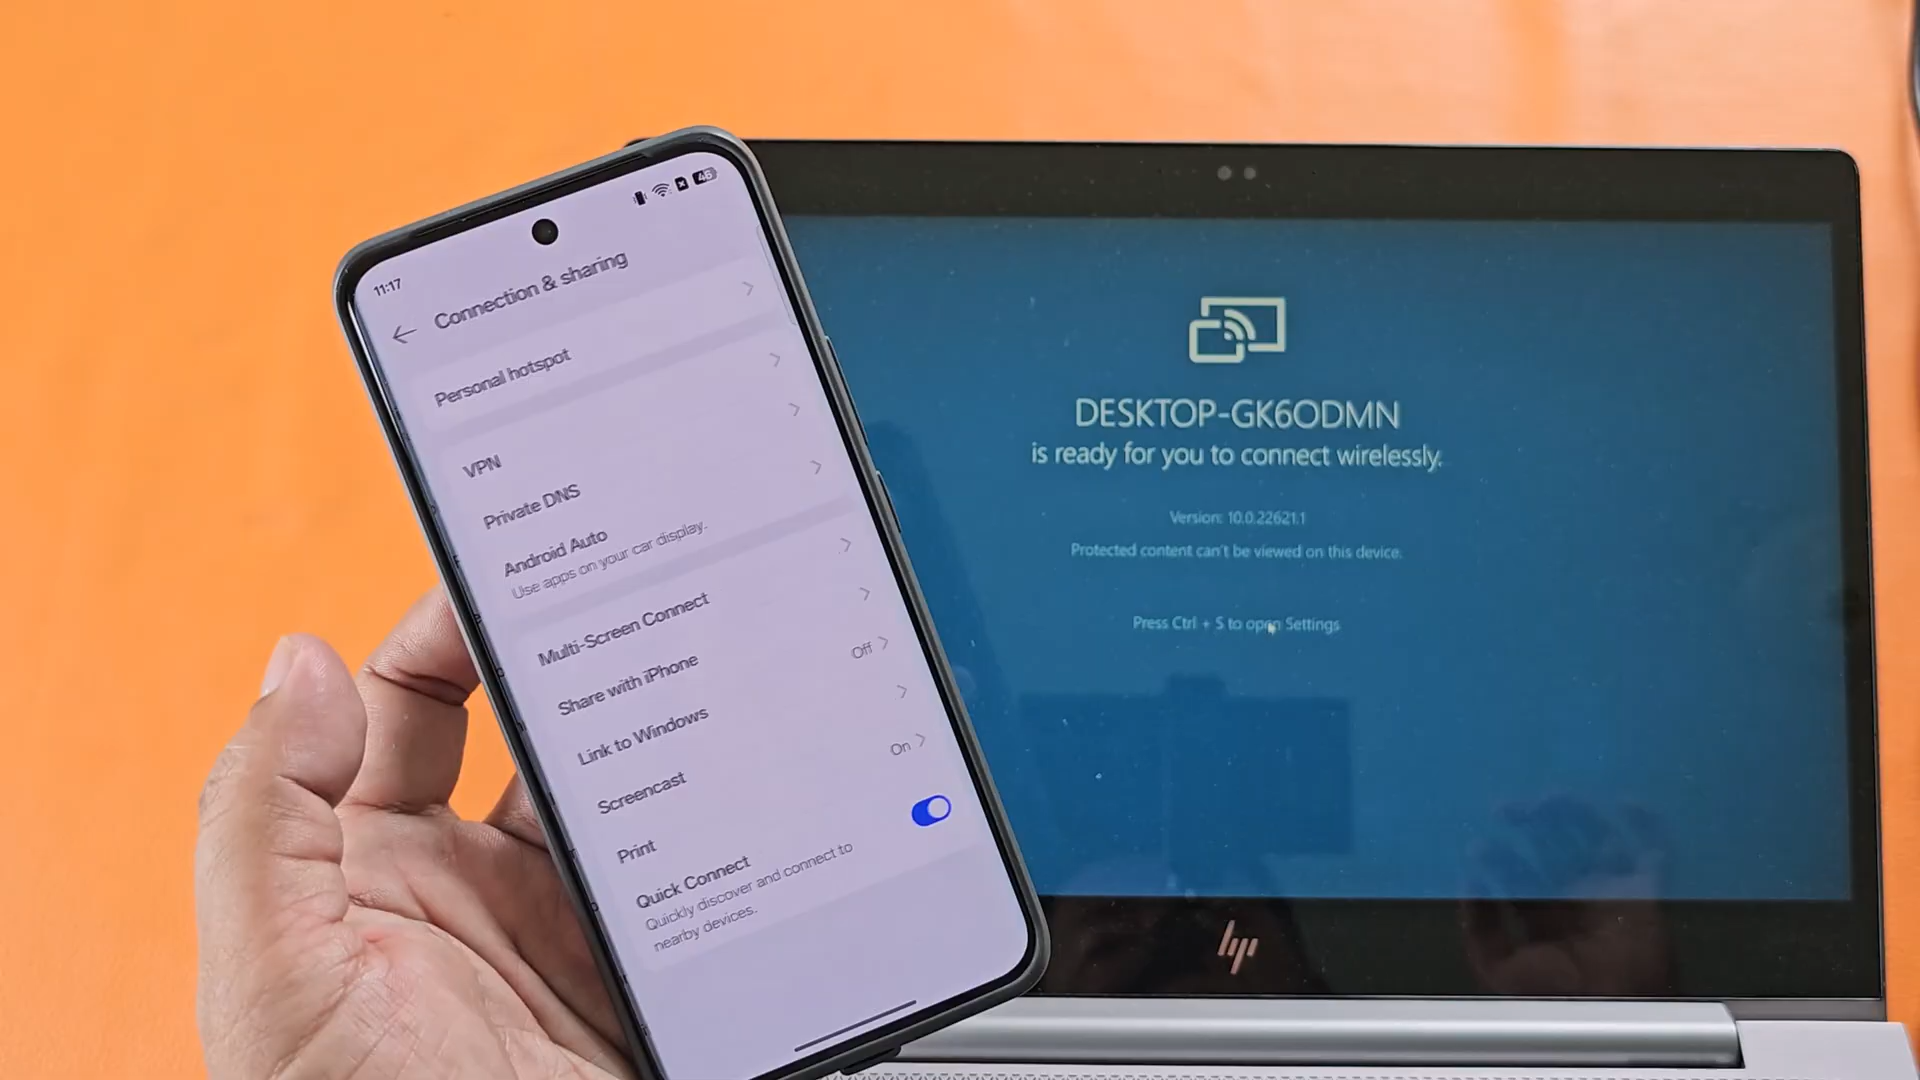 11:17
46
Connection & sharing
Personal hotspot
VPN
Private DNS
Android Auto
Use apps on your car display.
Multi-Screen Connect
Share with iPhone
Off
Link to Windows
Screencast
On
Print
Quick Connect
Quickly discover and connect to
nearby devices.
DESKTOP-GK6ODMN
is ready for you to connect wirelessly.
Version: 10.0.22621.1
Protected content can't be viewed on this device.
Press Ctrl + S to open Settings
hp